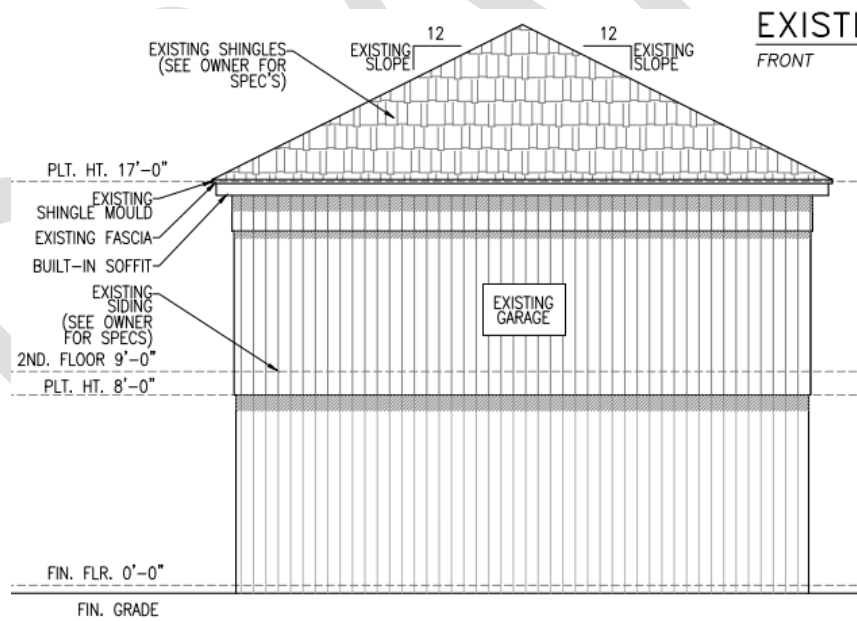 EXISTI
FRONT
12
12
EXISTING SHINGLES
(SEE OWNER FOR
SPEC'S)
EXISTING
SLOPE
EXISTING
SLOPE
PLT. HT. 17'-0"
EXISTING
SHINGLE MOULD
EXISTING FASCIA
BUILT-IN SOFFIT
EXISTING
SIDING
(SEE OWNER
FOR SPECS)
EXISTING
GARAGE
2ND. FLOOR 9'-0"
PLT. HT. 8'-0"
FIN. FLR. 0'-0"
FIN. GRADE